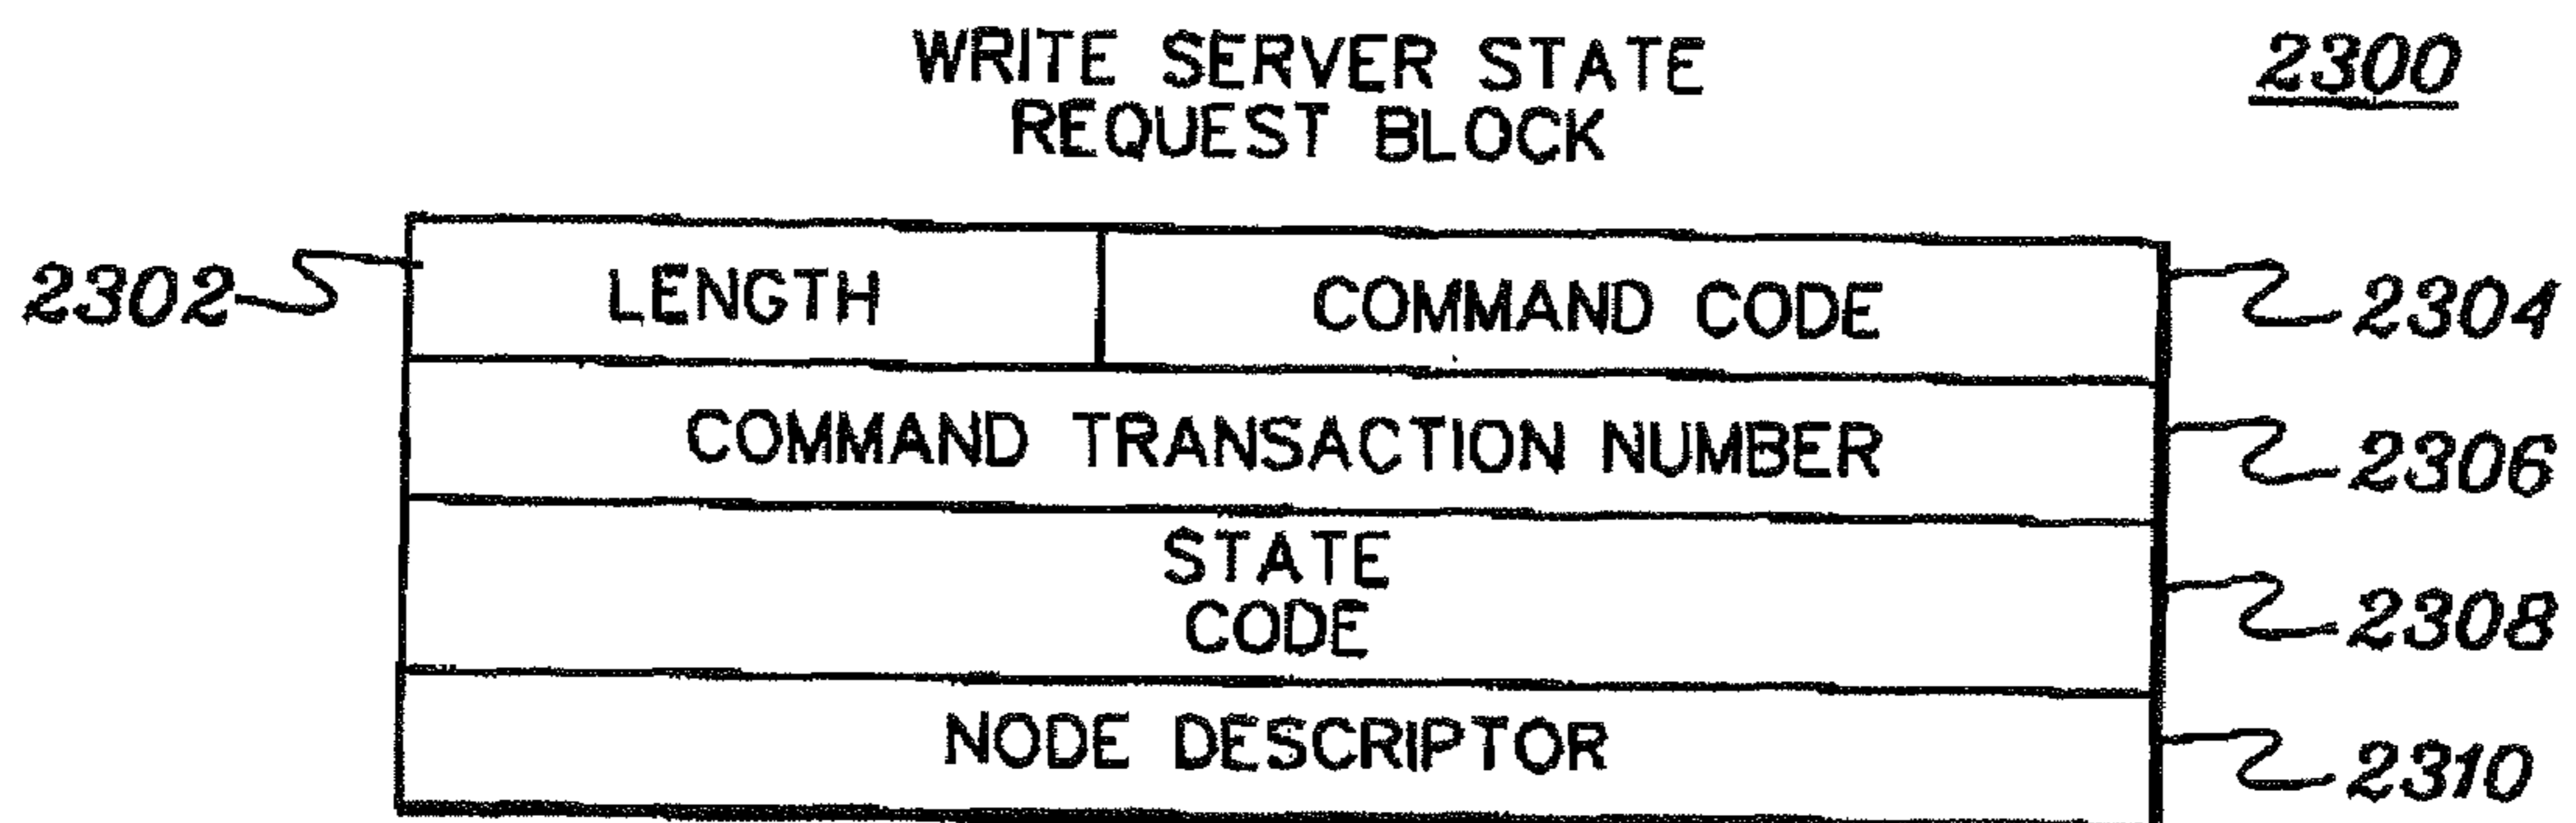 WRITE SERVER STATE 2300
REQUEST BLOCK
2302 LENGTH COMMAND CODE 2304
COMMAND TRANSACTION NUMBER 2306
STATE
CODE 2308
NODE DESCRIPTOR 2310